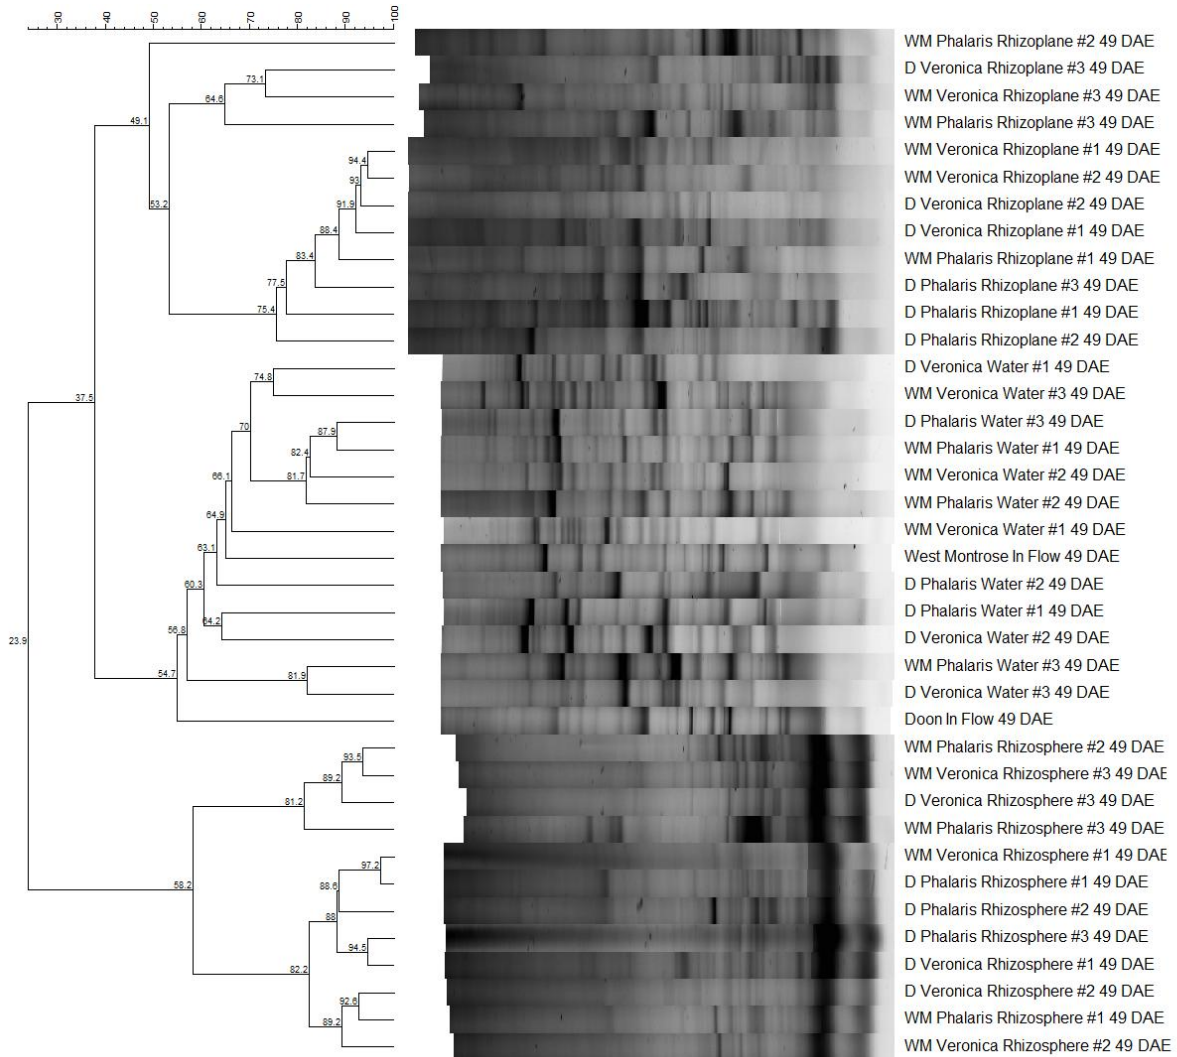 30 40 50 60 70 80 90 100
WM Phalaris Rhizoplane #2 49 DAE
D Veronica Rhizoplane #3 49 DAE
73.1
WM Veronica Rhizoplane #3 49 DAE
64.6
WM Phalaris Rhizoplane #3 49 DAE
49.1
WM Veronica Rhizoplane #1 49 DAE
94.4
WM Veronica Rhizoplane #2 49 DAE
93
D Veronica Rhizoplane #2 49 DAE
53.2
91.9
D Veronica Rhizoplane #1 49 DAE
88.4
WM Phalaris Rhizoplane #1 49 DAE
83.4
D Phalaris Rhizoplane #3 49 DAE
77.5
D Phalaris Rhizoplane #1 49 DAE
75.4
D Phalaris Rhizoplane #2 49 DAE
D Veronica Water #1 49 DAE
74.8
WM Veronica Water #3 49 DAE
37.5
D Phalaris Water #3 49 DAE
70
87.9
WM Phalaris Water #1 49 DAE
82.4
WM Veronica Water #2 49 DAE
66.1
81.7
WM Phalaris Water #2 49 DAE
64.9
WM Veronica Water #1 49 DAE
63.1
West Montrose In Flow 49 DAE
60.3
D Phalaris Water #2 49 DAE
D Phalaris Water #1 49 DAE
64.2
56.8
D Veronica Water #2 49 DAE
23.9
WM Phalaris Water #3 49 DAE
54.7
81.9
D Veronica Water #3 49 DAE
Doon In Flow 49 DAE
WM Phalaris Rhizosphere #2 49 DAE
93.5
WM Veronica Rhizosphere #3 49 DAE
89.2
D Veronica Rhizosphere #3 49 DAE
81.2
WM Phalaris Rhizosphere #3 49 DAE
WM Veronica Rhizosphere #1 49 DAE
97.2
D Phalaris Rhizosphere #1 49 DAE
58.2
88.6
D Phalaris Rhizosphere #2 49 DAE
88
D Phalaris Rhizosphere #3 49 DAE
94.5
D Veronica Rhizosphere #1 49 DAE
82.2
D Veronica Rhizosphere #2 49 DAE
92.6
WM Phalaris Rhizosphere #1 49 DAE
89.2
WM Veronica Rhizosphere #2 49 DAE